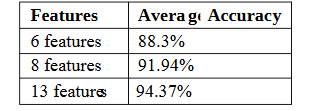 Features Average Accuracy
6 features 88.3%
8 features 91.94%
13 features 94.37%